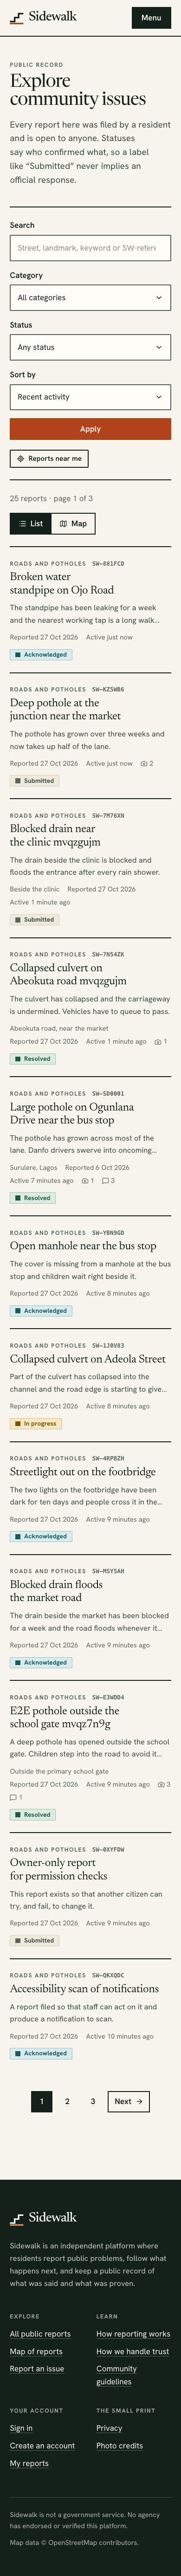 Sidewalk
Menu
PUBLIC RECORD
Explore
community issues
Every report here was filed by a resident
and is open to anyone. Statuses
say who confirmed what, so a label
like “Submitted” never implies an
official response.
Search
Street, landmark, keyword or SW-refere
Category
All categories
Status
Any status
Sort by
Recent activity
Apply
Reports near me
25 reports · page 1 of 3
List
Map
ROADS AND POTHOLES SW-881FCD
Broken water
standpipe on Ojo Road
The standpipe has been leaking for a week
and the nearest working tap is a long walk…
Reported 27 Oct 2026 Active just now
Acknowledged
ROADS AND POTHOLES SW-KZ5WB6
Deep pothole at the
junction near the market
The pothole has grown over three weeks and
now takes up half of the lane.
Reported 27 Oct 2026 Active just now 2
Submitted
ROADS AND POTHOLES SW-7M76XN
Blocked drain near
the clinic mvqzgujm
The drain beside the clinic is blocked and
floods the entrance after every rain shower.
Beside the clinic Reported 27 Oct 2026
Active 1 minute ago
Submitted
ROADS AND POTHOLES SW-7N54ZK
Collapsed culvert on
Abeokuta road mvqzgujm
The culvert has collapsed and the carriageway
is undermined. Vehicles have to queue to pass.
Abeokuta road, near the market
Reported 27 Oct 2026 Active 1 minute ago 1
Resolved
ROADS AND POTHOLES SW-SD0001
Large pothole on Ogunlana
Drive near the bus stop
The pothole has grown across most of the
lane. Danfo drivers swerve into oncoming…
Surulere, Lagos Reported 6 Oct 2026
Active 7 minutes ago 1 3
Resolved
ROADS AND POTHOLES SW-YBN9GD
Open manhole near the bus stop
The cover is missing from a manhole at the bus
stop and children wait right beside it.
Reported 27 Oct 2026 Active 8 minutes ago
Acknowledged
ROADS AND POTHOLES SW-1J0V83
Collapsed culvert on Adeola Street
Part of the culvert has collapsed into the
channel and the road edge is starting to give…
Reported 27 Oct 2026 Active 8 minutes ago
In progress
ROADS AND POTHOLES SW-4RPBZH
Streetlight out on the footbridge
The two lights on the footbridge have been
dark for ten days and people cross it in the…
Reported 27 Oct 2026 Active 9 minutes ago
Acknowledged
ROADS AND POTHOLES SW-MSYSAH
Blocked drain floods
the market road
The drain beside the market has been blocked
for a week and the road floods whenever it…
Reported 27 Oct 2026 Active 9 minutes ago
Acknowledged
ROADS AND POTHOLES SW-E3WDD4
E2E pothole outside the
school gate mvqz7n9g
A deep pothole has opened outside the school
gate. Children step into the road to avoid it…
Outside the primary school gate
Reported 27 Oct 2026 Active 9 minutes ago 3
1
Resolved
ROADS AND POTHOLES SW-0XYFDW
Owner-only report
for permission checks
This report exists so that another citizen can
try, and fail, to change it.
Reported 27 Oct 2026 Active 9 minutes ago
Submitted
ROADS AND POTHOLES SW-QKXQDC
Accessibility scan of notifications
A report filed so that staff can act on it and
produce a notification to scan.
Reported 27 Oct 2026 Active 10 minutes ago
Acknowledged
1 2 3 Next
Sidewalk
Sidewalk is an independent platform where
residents report public problems, follow what
happens next, and keep a public record of
what was said and what was proven.
EXPLORE
All public reports
Map of reports
Report an issue
LEARN
How reporting works
How we handle trust
Community
guidelines
YOUR ACCOUNT
Sign in
Create an account
My reports
THE SMALL PRINT
Privacy
Photo credits
Sidewalk is not a government service. No agency
has endorsed or verified this platform.
Map data © OpenStreetMap contributors.